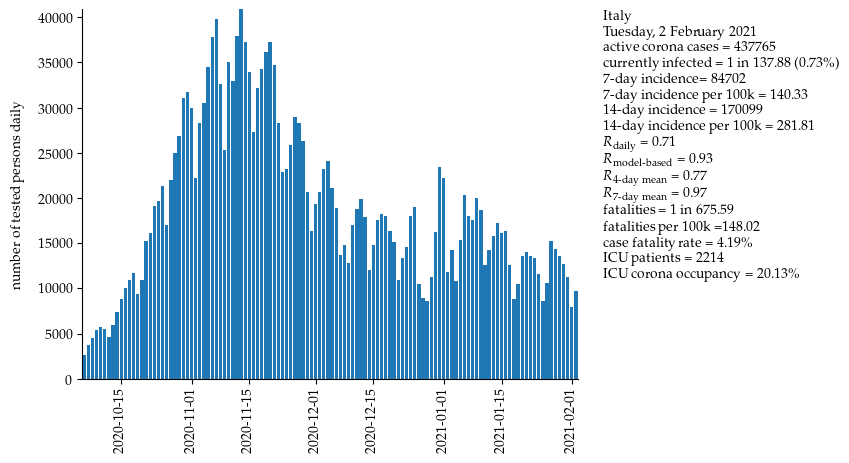 40000
35000
30000
25000
20000
15000
10000
5000
0
number of tested persons daily
2020-10-15
2020-11-01
2020-11-15
2020-12-01
2020-12-15
2021-01-01
2021-01-15
2021-02-01
Italy
Tuesday, 2 February 2021
active corona cases = 437765
currently infected = 1 in 137.88 (0.73%)
7-day incidence= 84702
7-day incidence per 100k = 140.33
14-day incidence = 170099
14-day incidence per 100k = 281.81
R daily = 0.71
R model-based = 0.93
R 4-day mean = 0.77
R 7-day mean = 0.97
fatalities = 1 in 675.59
fatalities per 100k =148.02
case fatality rate = 4.19%
ICU patients = 2214
ICU corona occupancy = 20.13%